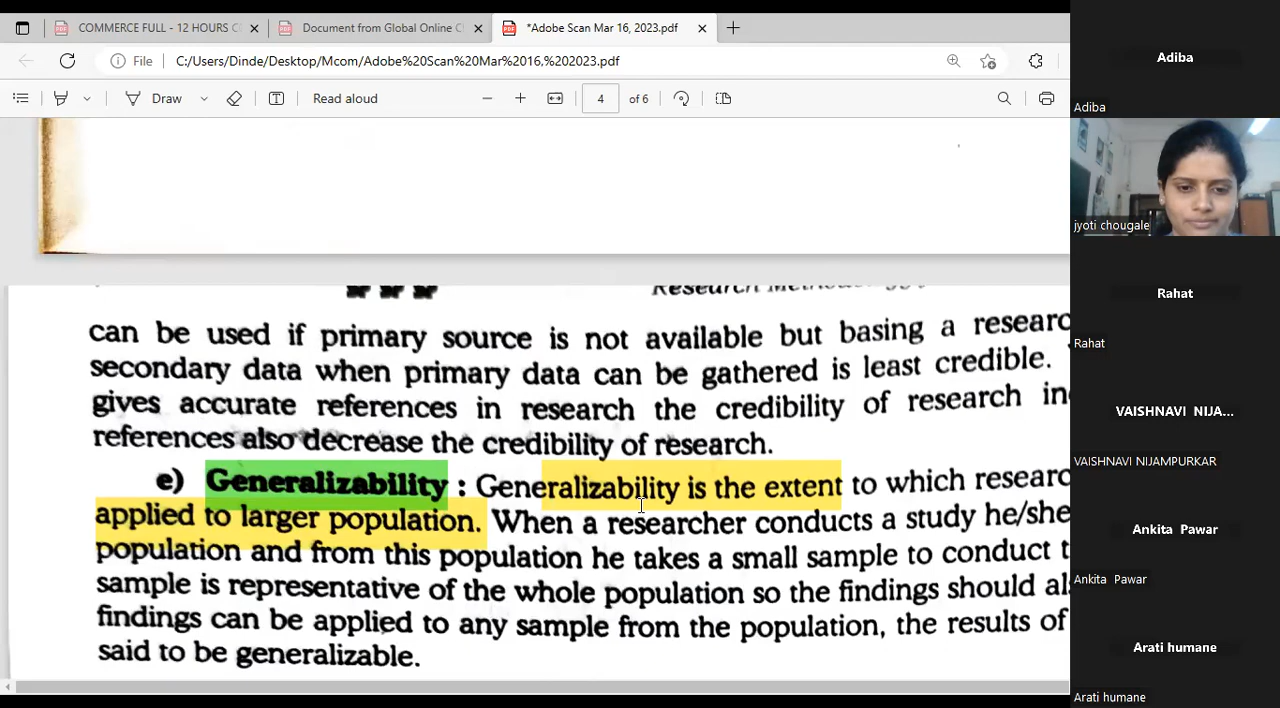 COMMERCE FULL - 12 HOURS C
Document from Global Online Cl
*Adobe Scan Mar 16, 2023.pdf
File
C:/Users/Dinde/Desktop/Mcom/Adobe%20Scan%20Mar%2016,%202023.pdf
Draw
Read aloud
4
of 6
Research
can be used if primary source is not available but basing a researc
secondary data when primary data can be gathered is least credible.
gives accurate references in research the credibility of research in
references also decrease the credibility of research.
e) Generalizability : Generalizability is the extent to which researc
applied to larger population. When a researcher conducts a study he/she
population and from this population he takes a small sample to conduct t
sample is representative of the whole population so the findings should al
findings can be applied to any sample from the population, the results of
said to be generalizable.
Adiba
Adiba
jyoti chougale
Rahat
Rahat
VAISHNAVI NIJA...
VAISHNAVI NIJAMPURKAR
Ankita Pawar
Ankita Pawar
Arati humane
Arati humane